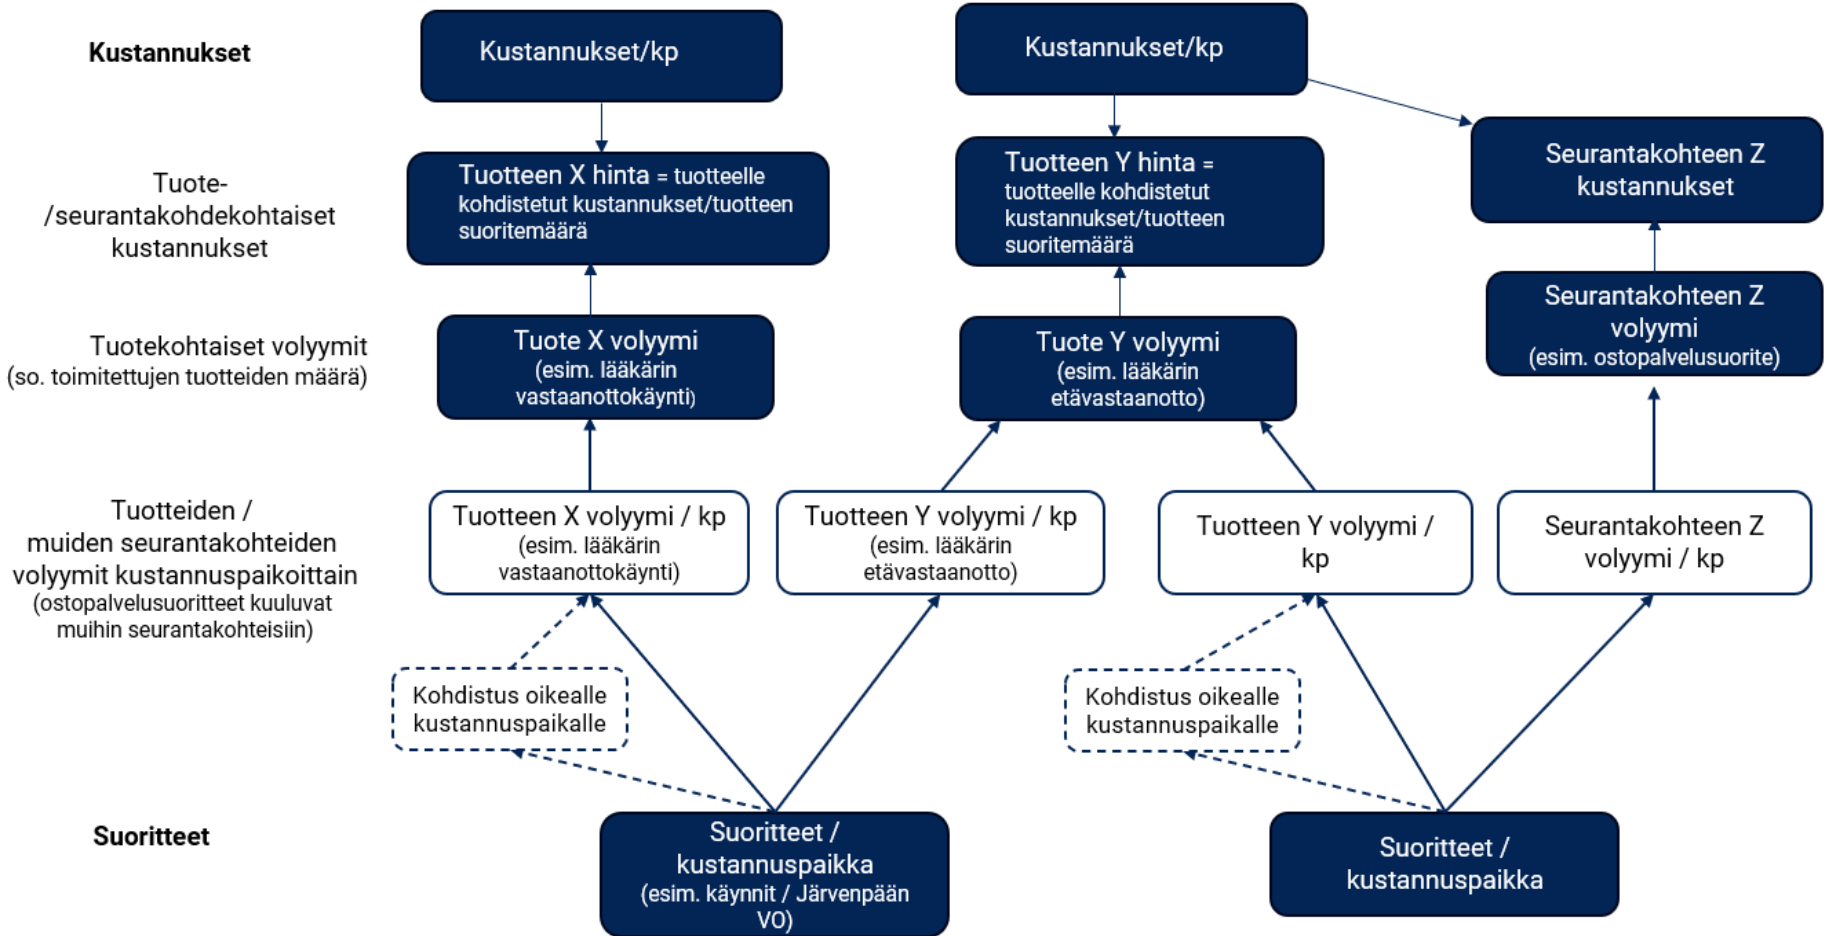 Kustannukset
Kustannukset/kp
Kustannukset/kp
Tuote-
/seurantakohdekohtaiset
kustannukset
Tuotteen X hinta = tuotteelle
kohdistetut kustannukset/tuotteen
suoritemäärä
Tuotteen Y hinta =
tuotteelle kohdistetut
kustannukset/tuotteen
suoritemäärä
Seurantakohteen Z
kustannukset
Tuotekohtaiset volyymit
(so. toimitettujen tuotteiden määrä)
Tuote X volyymi
(esim. lääkärin
vastaanottokäynti)
Tuote Y volyymi
(esim. lääkärin
etävastaanotto)
Seurantakohteen Z
volyymi
(esim. ostopalvelusuorite)
Tuotteiden /
muiden seurantakohteiden
volyymit kustannuspaikoittain
(ostopalvelusuoritteet kuuluvat
muihin seurantakohteisiin)
Tuotteen X volyymi / kp
(esim. lääkärin
vastaanottokäynti)
Tuotteen Y volyymi / kp
(esim. lääkärin
etävastaanotto)
Tuotteen Y volyymi /
kp
Seurantakohteen Z
volyymi / kp
Kohdistus oikealle
kustannuspaikalle
Kohdistus oikealle
kustannuspaikalle
Suoritteet
Suoritteet /
kustannuspaikka
(esim. käynnit / Järvenpään
VO)
Suoritteet /
kustannuspaikka